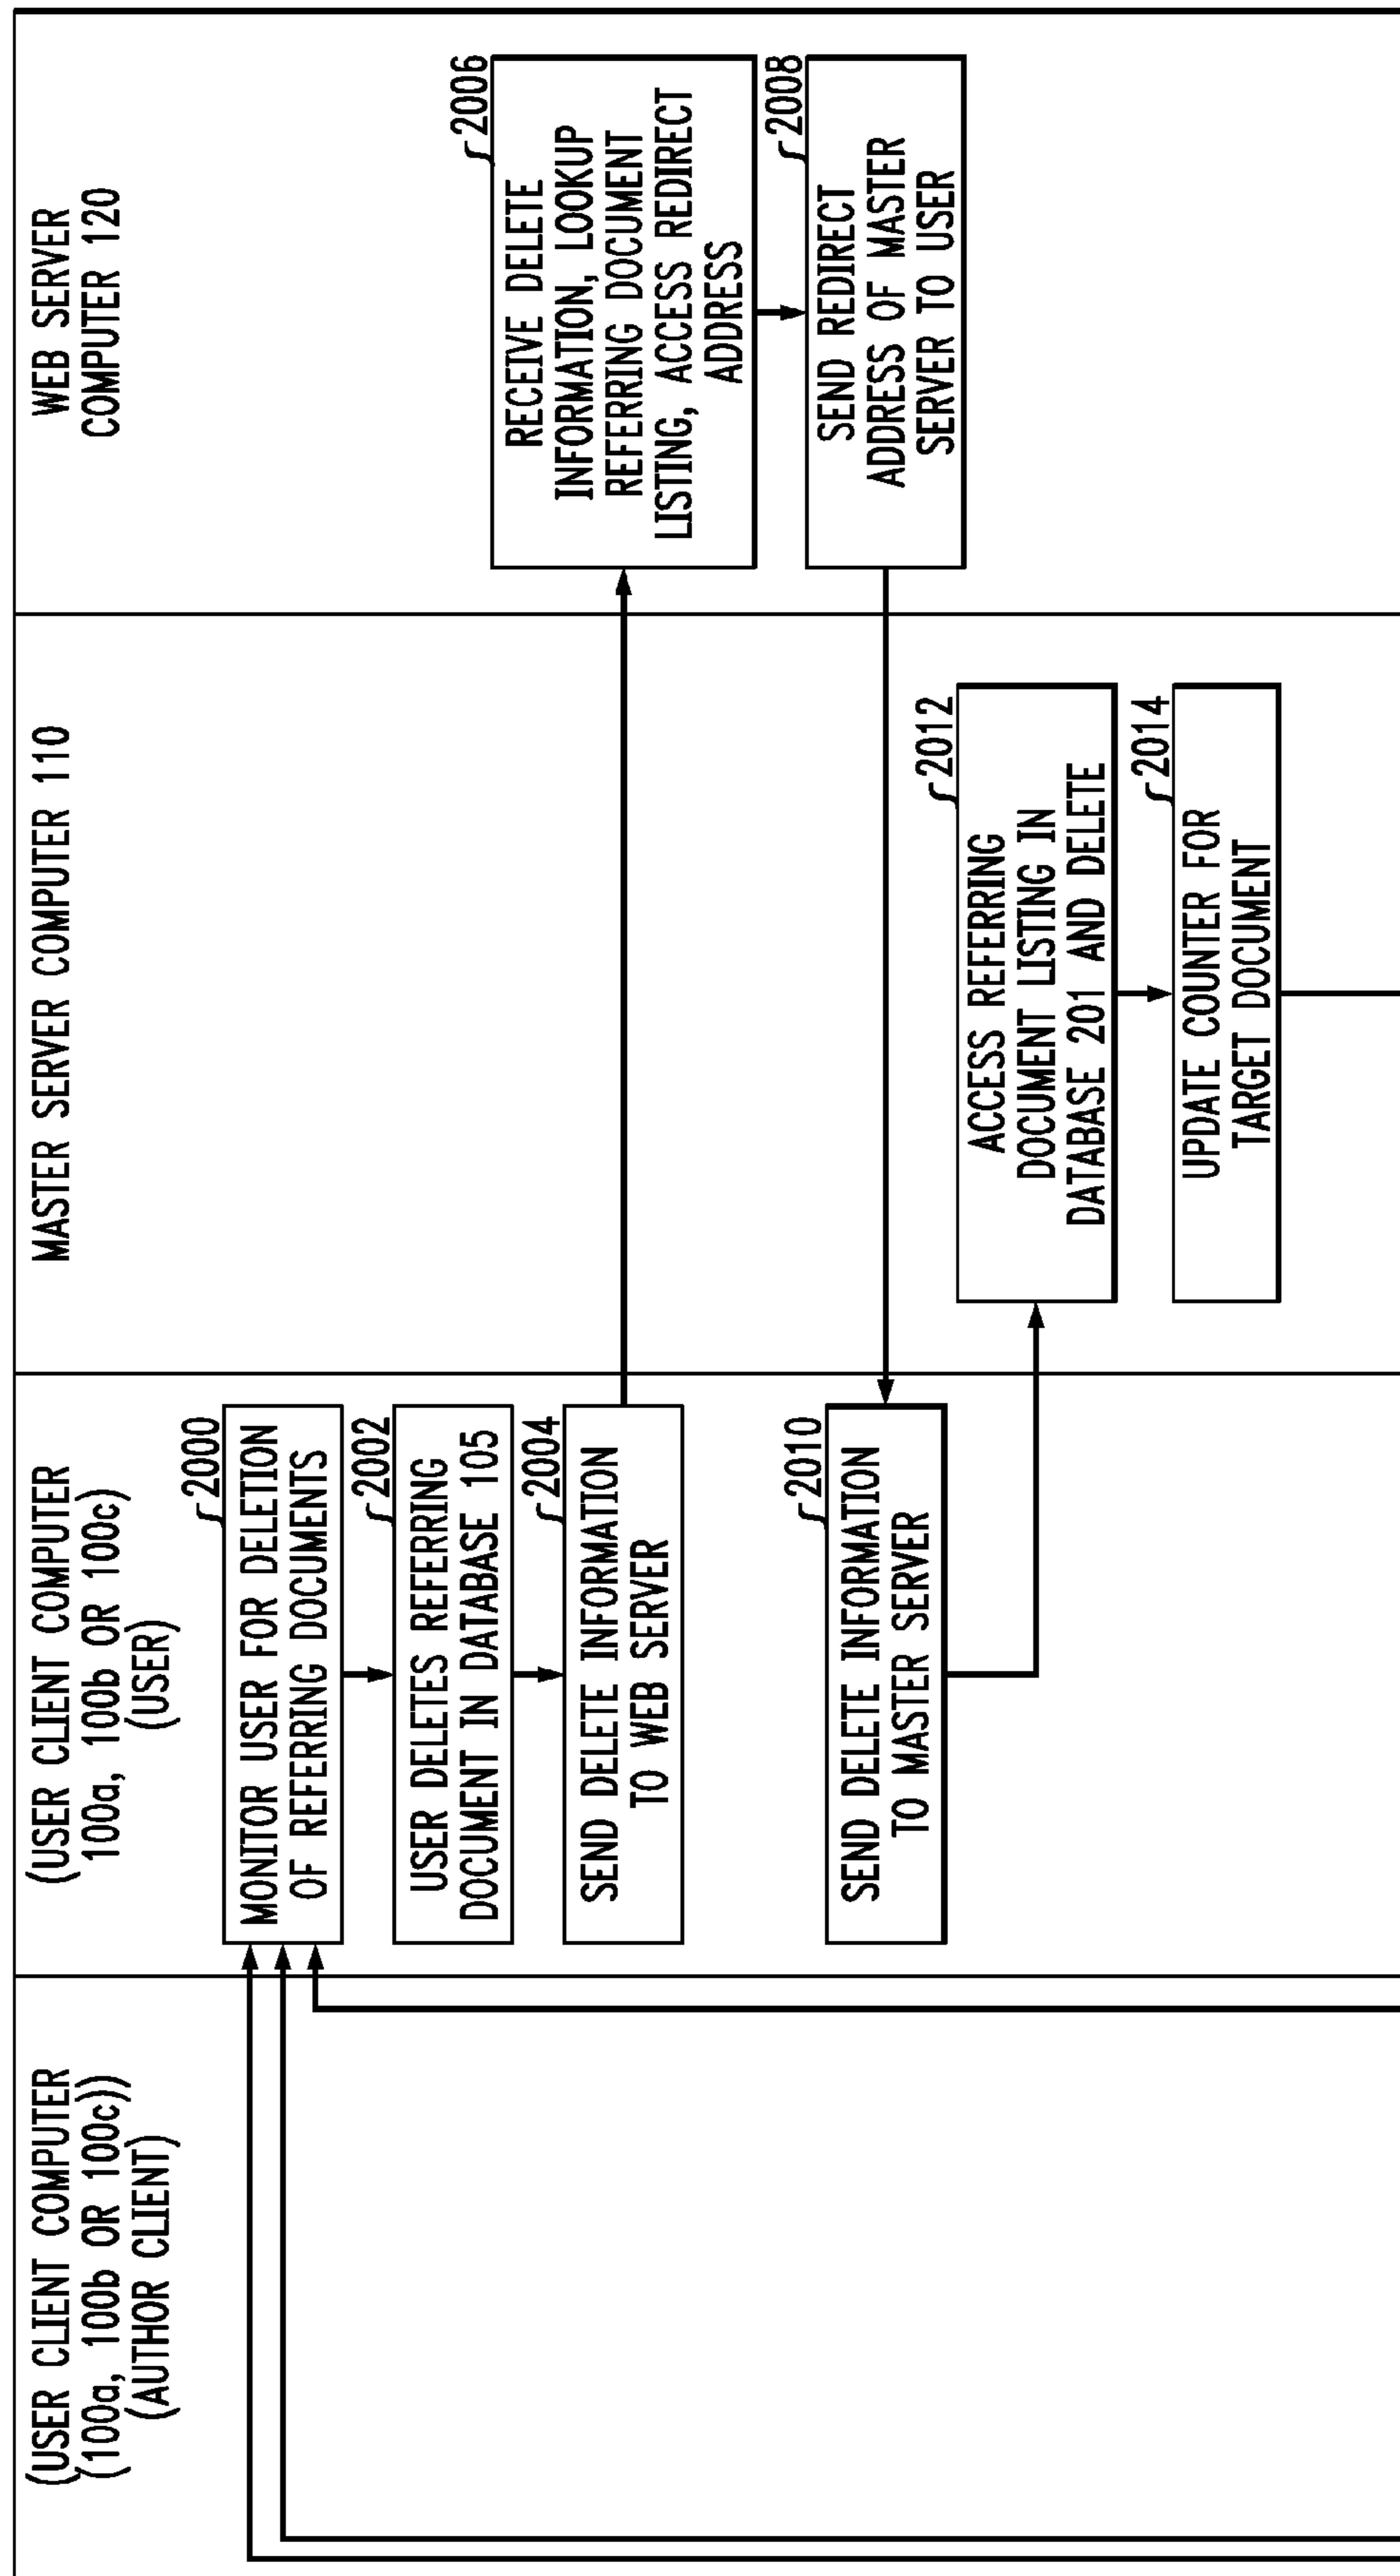 (USER CLIENT COMPUTER
(100a, 100b OR 100c))
(AUTHOR CLIENT)
(USER CLIENT COMPUTER
100a, 100b OR 100c)
(USER)
MASTER SERVER COMPUTER 110
WEB SERVER
COMPUTER 120
2000
MONITOR USER FOR DELETION
OF REFERRING DOCUMENTS
2002
USER DELETES REFERRING
DOCUMENT IN DATABASE 105
2004
SEND DELETE INFORMATION
TO WEB SERVER
2006
RECEIVE DELETE
INFORMATION, LOOKUP
REFERRING DOCUMENT
LISTING, ACCESS REDIRECT
ADDRESS
2008
SEND REDIRECT
ADDRESS OF MASTER
SERVER TO USER
2010
SEND DELETE INFORMATION
TO MASTER SERVER
2012
ACCESS REFERRING
DOCUMENT LISTING IN
DATABASE 201 AND DELETE
2014
UPDATE COUNTER FOR
TARGET DOCUMENT